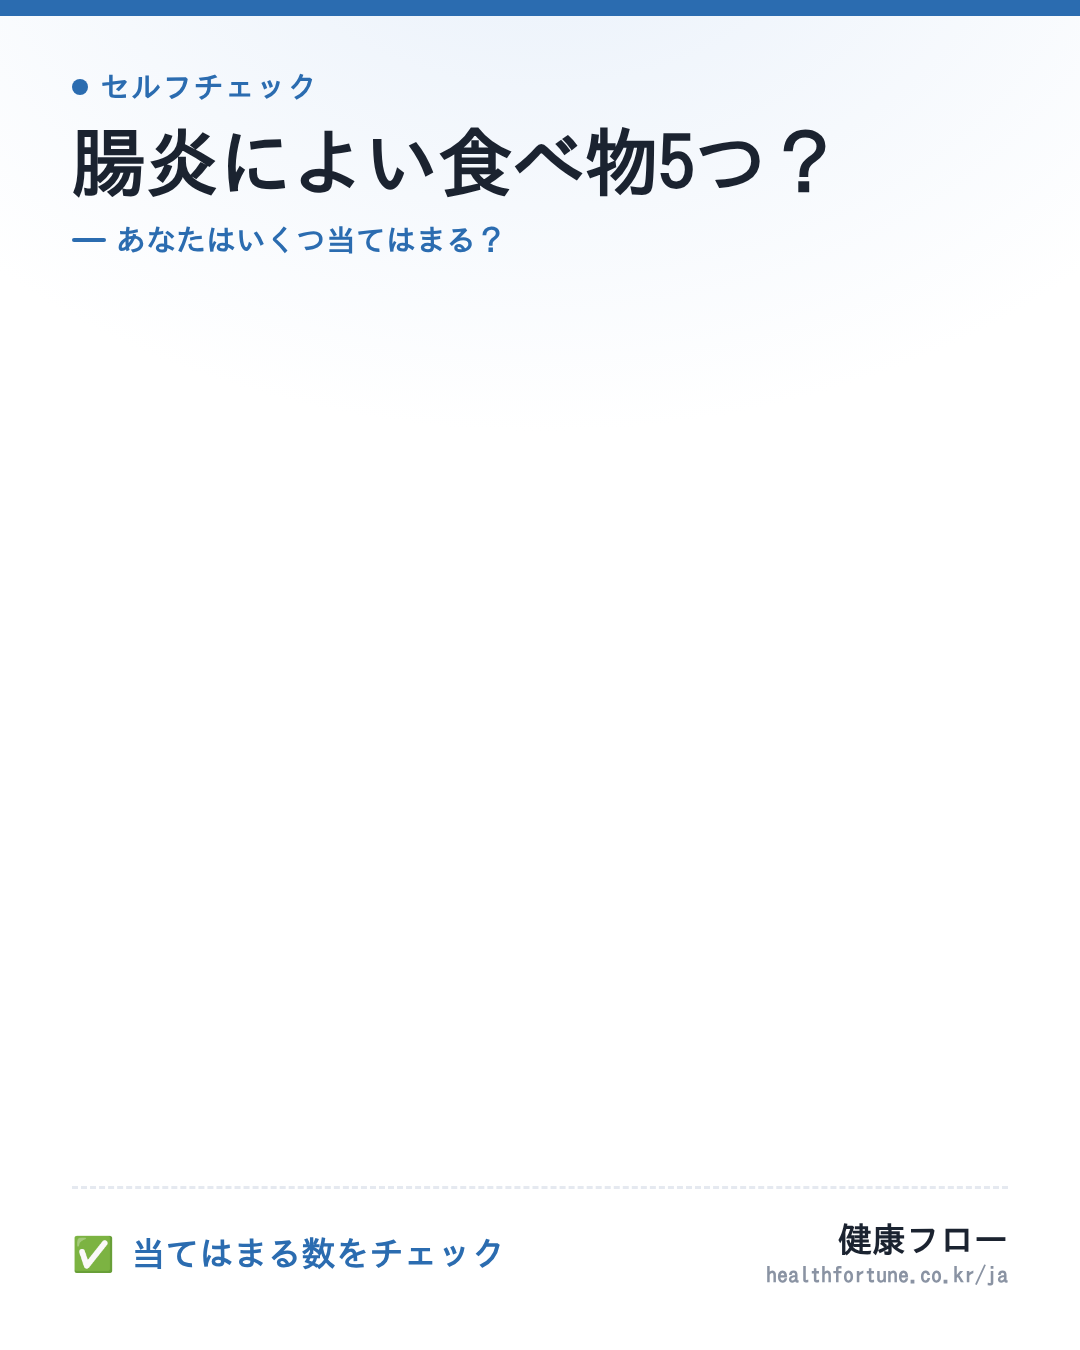 セルフチェック
腸炎によい食べ物5つ？
— あなたはいくつ当てはまる？
✅ 当てはまる数をチェック
健康フロー
healthfortune.co.kr/ja